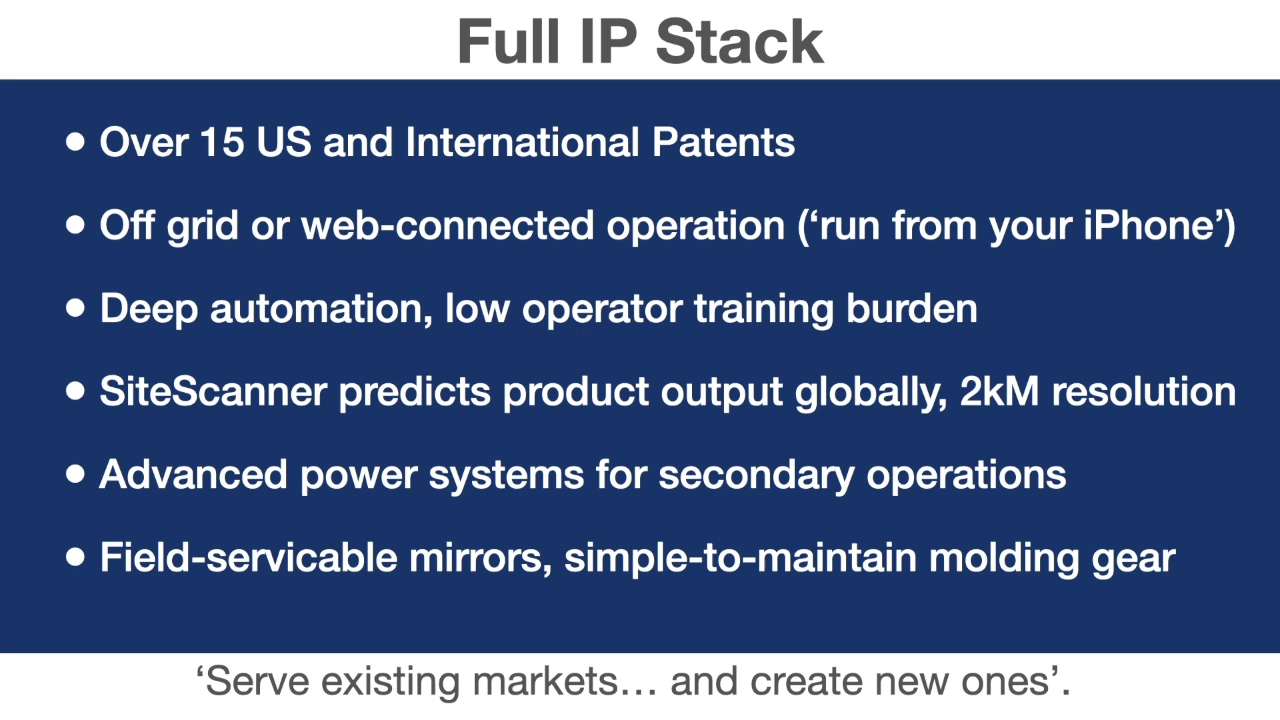 Full IP Stack
• Over 15 US and International Patents
• Off grid or web-connected operation (‘run from your iPhone’)
• Deep automation, low operator training burden
• SiteScanner predicts product output globally, 2kM resolution
• Advanced power systems for secondary operations
• Field-servicable mirrors, simple-to-maintain molding gear
‘Serve existing markets… and create new ones’.